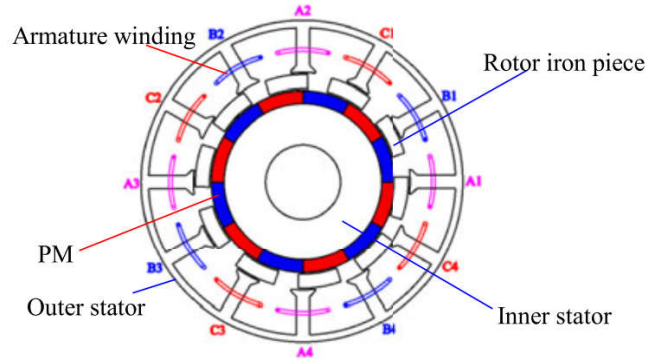 A2
Armature winding
B2
C1
Rotor iron piece
C2
B1
A3
A1
PM
B3
C4
Outer stator
Inner stator
C3
B4
A4